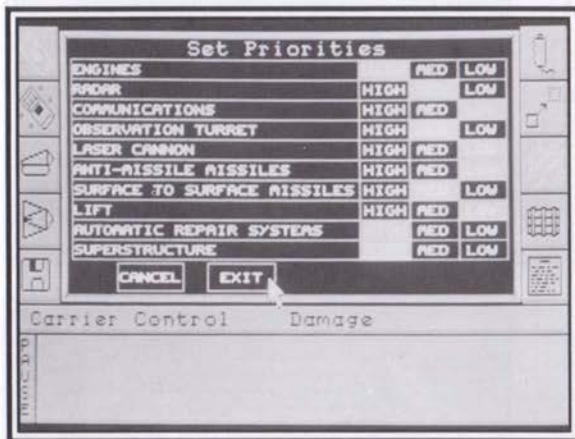 Set Priorities
ENGINES MED LOW
RADAR HIGH LOW
COMMUNICATIONS HIGH MED
OBSERVATION TURRET HIGH LOW
LASER CANNON HIGH MED
ANTI-MISSILE MISSILES HIGH MED
SURFACE TO SURFACE MISSILES HIGH LOW
LIFT HIGH MED
AUTOMATIC REPAIR SYSTEMS MED LOW
SUPERSTRUCTURE MED LOW
CANCEL EXIT
Carrier Control Damage